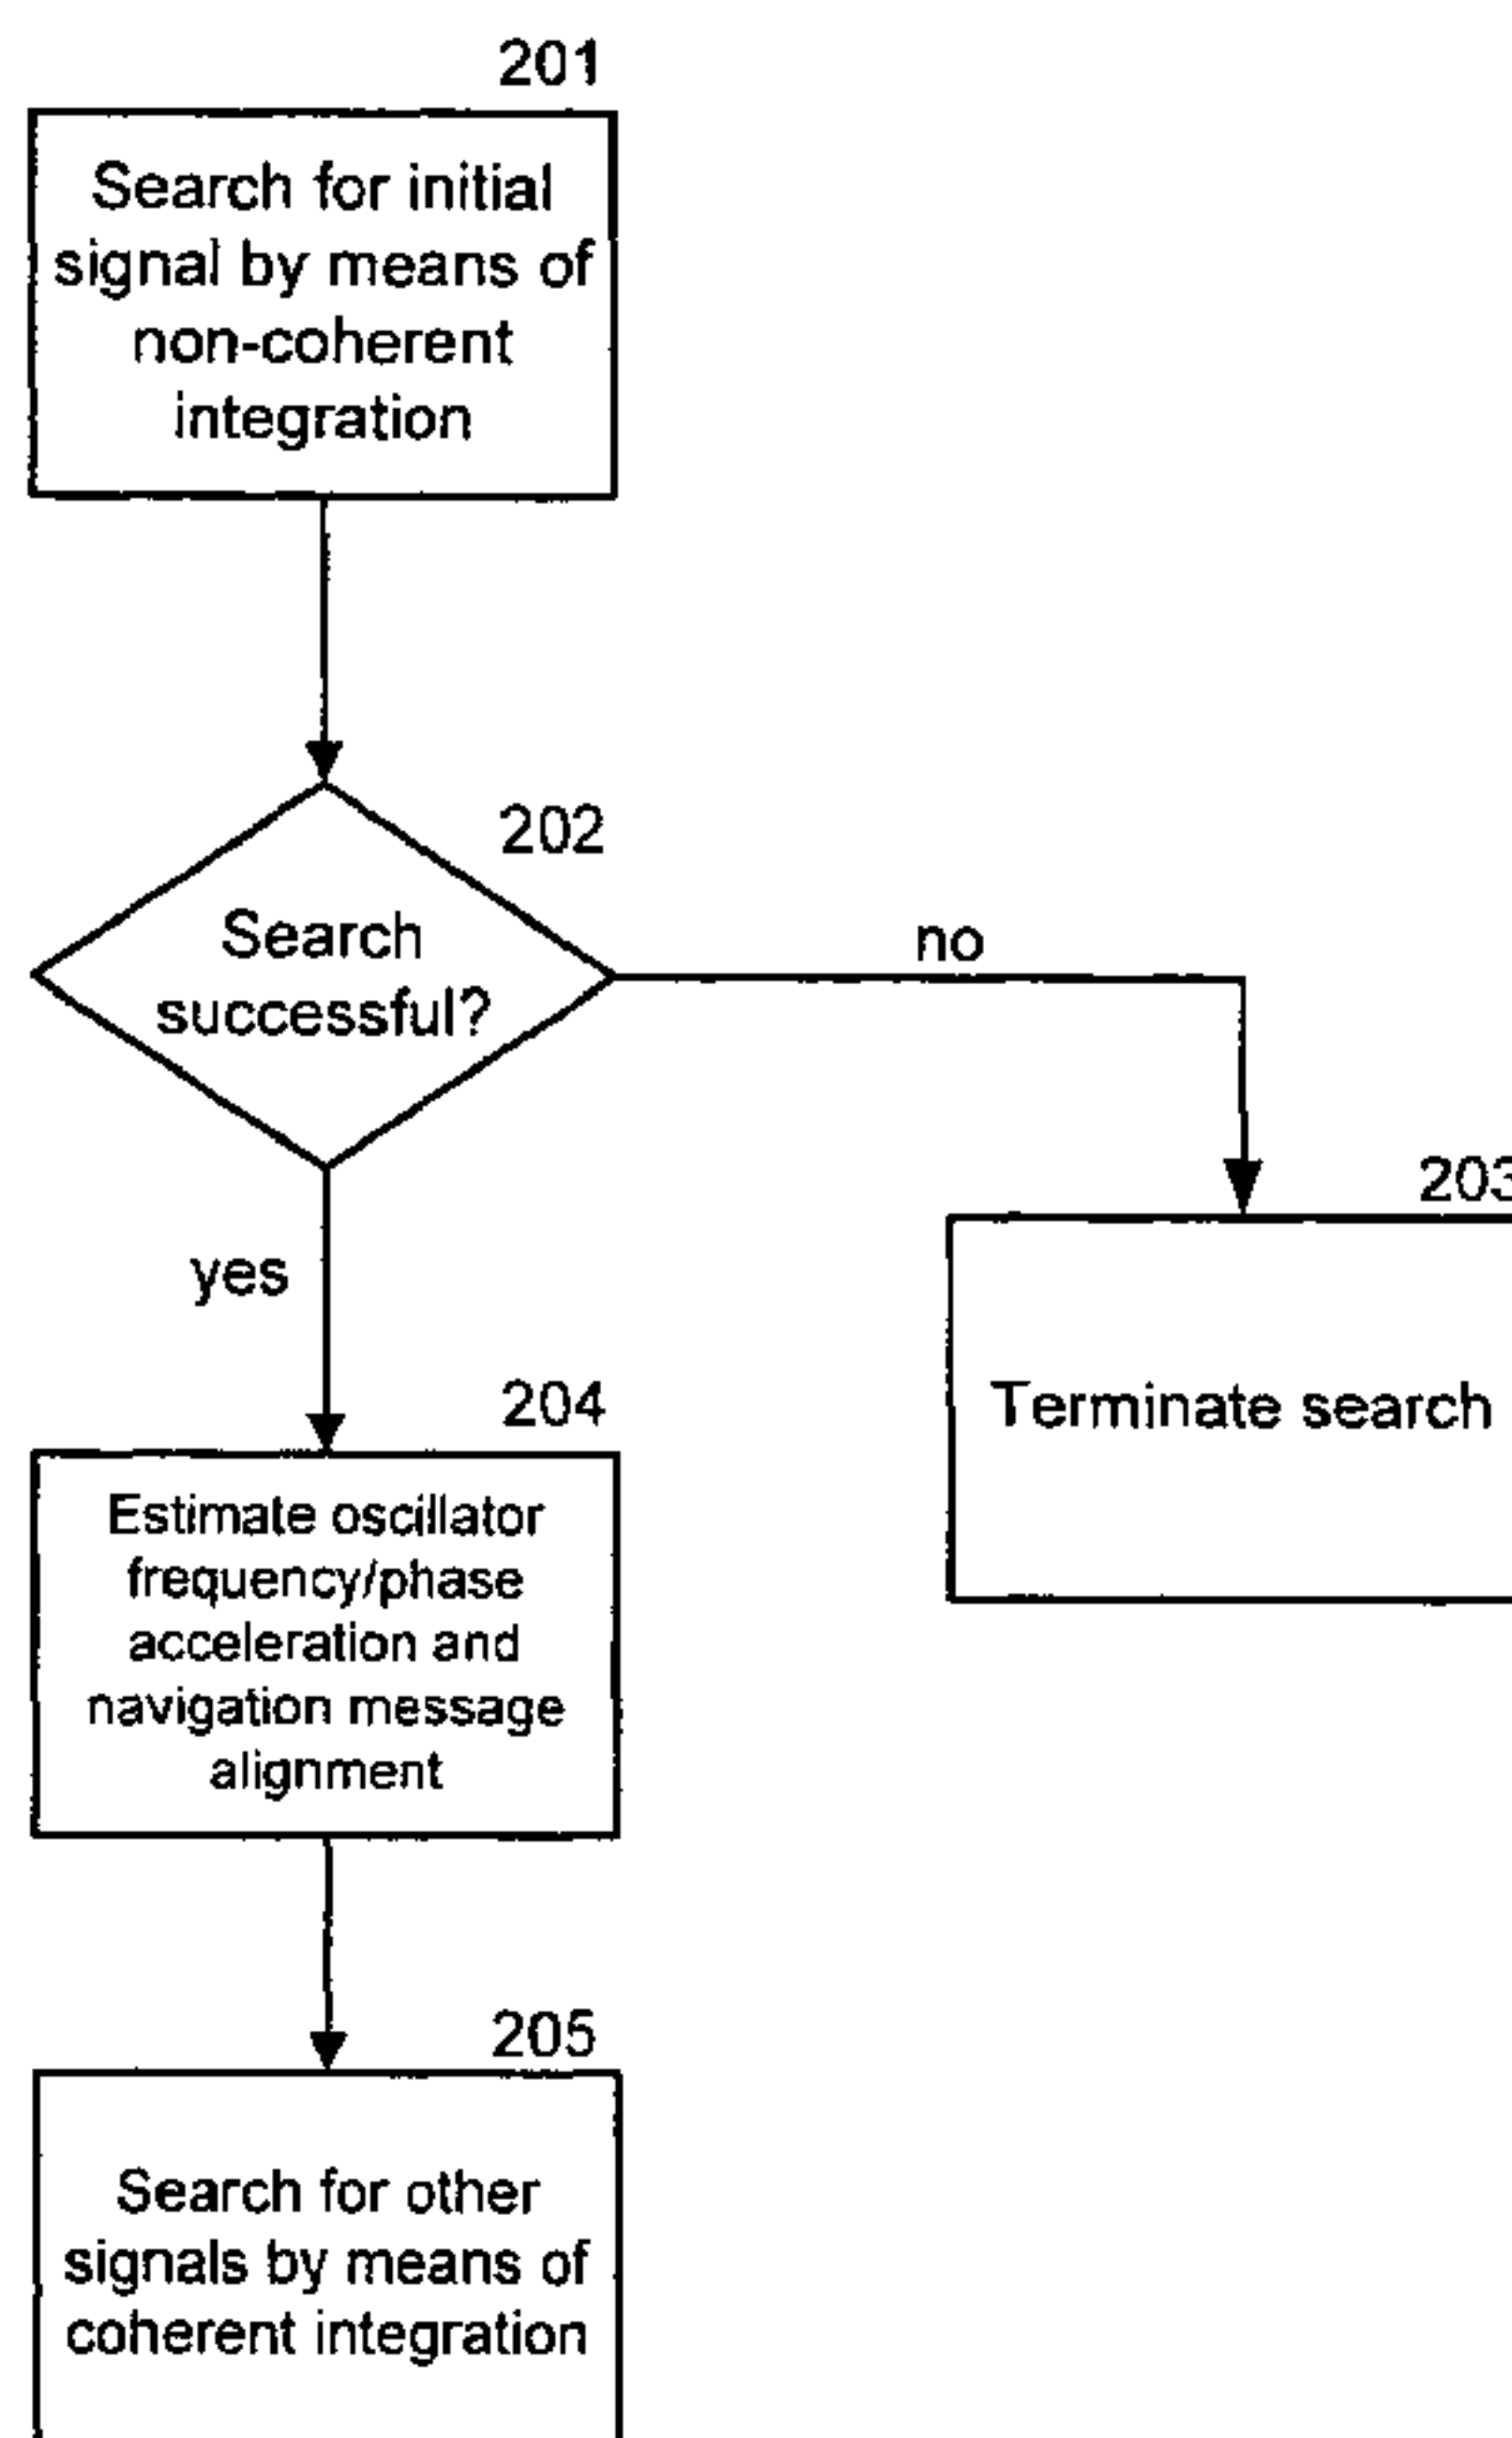 201
Search for initial
signal by means of
non-coherent
integration
202
Search
successful?
no
yes
203
Terminate search
204
Estimate oscillator
frequency/phase
acceleration and
navigation message
alignment
205
Search for other
signals by means of
coherent integration